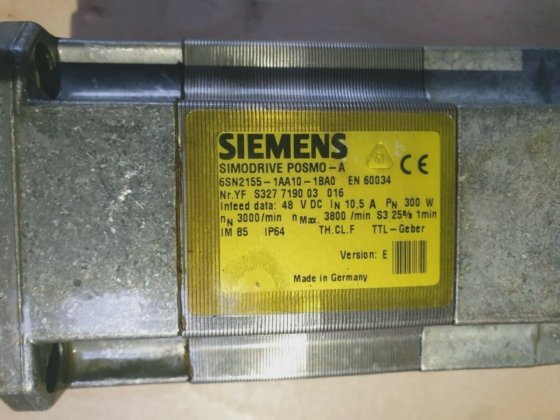 SIEMENS
SIMODRIVE POSMO-A
6SN2155-1AA10-1BA0 EN 60034
Nr.YF S327 7190 03 016
Infeed data: 48 V DC IN 10,5 A PN 300 W
nN 3000/min nMax. 3800 /min S3 25% 1min
IM B5 IP64 TH.CL.F TTL-Geber
Version: E
Made in Germany